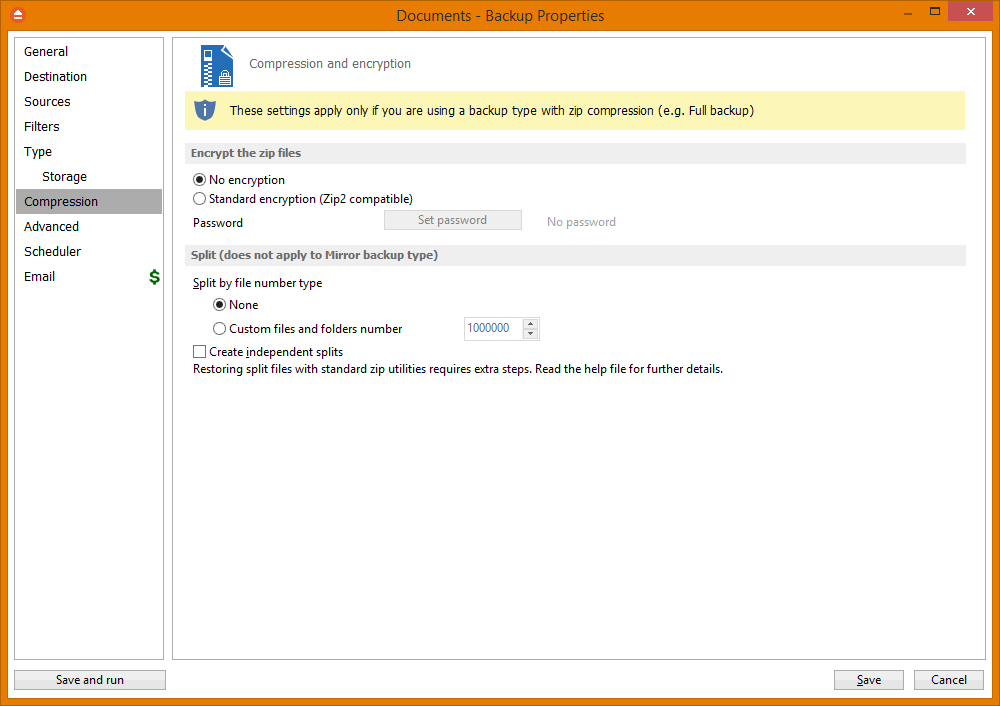 Documents - Backup Properties
General
Destination
Sources
Filters
Type
Storage
Compression
Advanced
Scheduler
Email $
Compression and encryption
These settings apply only if you are using a backup type with zip compression (e.g. Full backup)
Encrypt the zip files
No encryption
Standard encryption (Zip2 compatible)
Password Set password No password
Split (does not apply to Mirror backup type)
Split by file number type
None
Custom files and folders number 1000000
Create independent splits
Restoring split files with standard zip utilities requires extra steps. Read the help file for further details.
Save and run Save Cancel